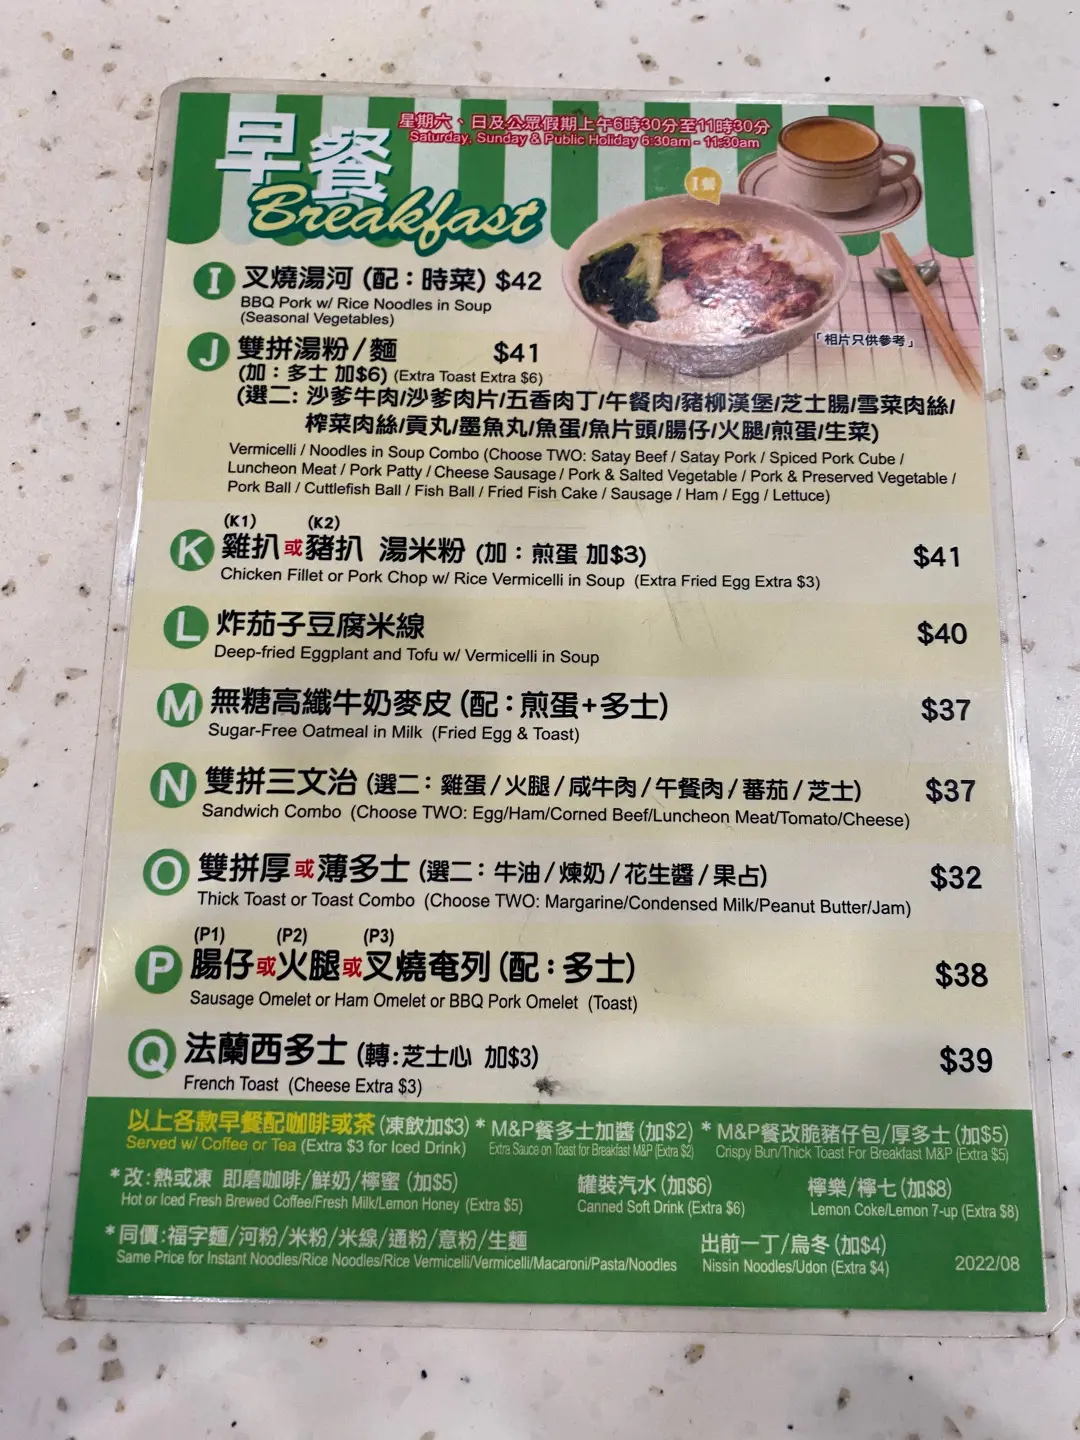 早餐
Breakfast
星期六、日及公眾假期上午6時30分至11時30分
Saturday, Sunday & Public Holiday 6:30am - 11:30am
I餐
「相片只供參考」
I 叉燒湯河 (配：時菜) $42
BBQ Pork w/ Rice Noodles in Soup
(Seasonal Vegetables)
J 雙拼湯粉/麵 $41
(加：多士 加$6) (Extra Toast Extra $6)
(選二: 沙爹牛肉/沙爹肉片/五香肉丁/午餐肉/豬柳漢堡/芝士腸/雪菜肉絲/
榨菜肉絲/貢丸/墨魚丸/魚蛋/魚片頭/腸仔/火腿/煎蛋/生菜)
Vermicelli / Noodles in Soup Combo (Choose TWO: Satay Beef / Satay Pork / Spiced Pork Cube /
Luncheon Meat / Pork Patty / Cheese Sausage / Pork & Salted Vegetable / Pork & Preserved Vegetable /
Pork Ball / Cuttlefish Ball / Fish Ball / Fried Fish Cake / Sausage / Ham / Egg / Lettuce)
(K1) (K2)
K 雞扒或豬扒 湯米粉 (加：煎蛋 加$3) $41
Chicken Fillet or Pork Chop w/ Rice Vermicelli in Soup (Extra Fried Egg Extra $3)
L 炸茄子豆腐米線 $40
Deep-fried Eggplant and Tofu w/ Vermicelli in Soup
M 無糖高纖牛奶麥皮 (配：煎蛋+多士) $37
Sugar-Free Oatmeal in Milk (Fried Egg & Toast)
N 雙拼三文治 (選二：雞蛋/火腿/咸牛肉/午餐肉/蕃茄/芝士) $37
Sandwich Combo (Choose TWO: Egg/Ham/Corned Beef/Luncheon Meat/Tomato/Cheese)
O 雙拼厚或薄多士 (選二：牛油/煉奶/花生醬/果占) $32
Thick Toast or Toast Combo (Choose TWO: Margarine/Condensed Milk/Peanut Butter/Jam)
(P1) (P2) (P3)
P 腸仔或火腿或叉燒奄列 (配：多士) $38
Sausage Omelet or Ham Omelet or BBQ Pork Omelet (Toast)
Q 法蘭西多士 (轉:芝士心 加$3) $39
French Toast (Cheese Extra $3)
以上各款早餐配咖啡或茶 (凍飲加$3) * M&P餐多士加醬 (加$2) * M&P餐改脆豬仔包/厚多士 (加$5)
Served w/ Coffee or Tea (Extra $3 for Iced Drink) Extra Sauce on Toast for Breakfast M&P (Extra $2) Crispy Bun/Thick Toast For Breakfast M&P (Extra $5)
* 改:熱或凍 即磨咖啡/鮮奶/檸蜜 (加$5) 罐裝汽水 (加$6) 檸樂/檸七 (加$8)
Hot or Iced Fresh Brewed Coffee/Fresh Milk/Lemon Honey (Extra $5) Canned Soft Drink (Extra $6) Lemon Coke/Lemon 7-up (Extra $8)
* 同價:福字麵/河粉/米粉/米線/通粉/意粉/生麵 出前一丁/烏冬 (加$4)
Same Price for Instant Noodles/Rice Noodles/Rice Vermicelli/Vermicelli/Macaroni/Pasta/Noodles Nissin Noodles/Udon (Extra $4) 2022/08